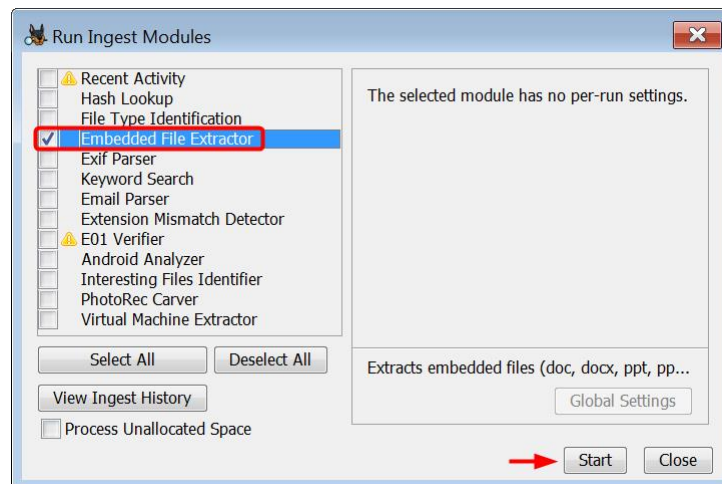 Run Ingest Modules
Recent Activity
Hash Lookup
File Type Identification
Embedded File Extractor
Exif Parser
Keyword Search
Email Parser
Extension Mismatch Detector
E01 Verifier
Android Analyzer
Interesting Files Identifier
PhotoRec Carver
Virtual Machine Extractor
Select All
Deselect All
View Ingest History
Process Unallocated Space
The selected module has no per-run settings.
Extracts embedded files (doc, docx, ppt, pp...
Global Settings
Start
Close